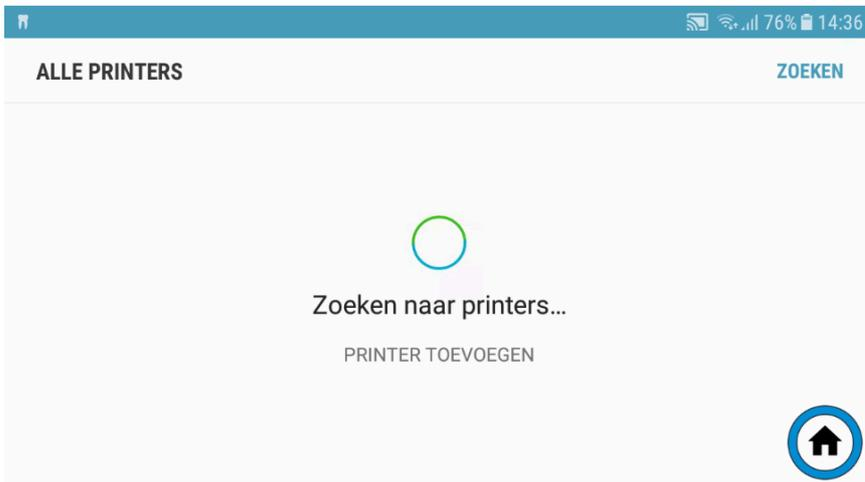 76% 14:36
ALLE PRINTERS
ZOEKEN
Zoeken naar printers...
PRINTER TOEVOEGEN